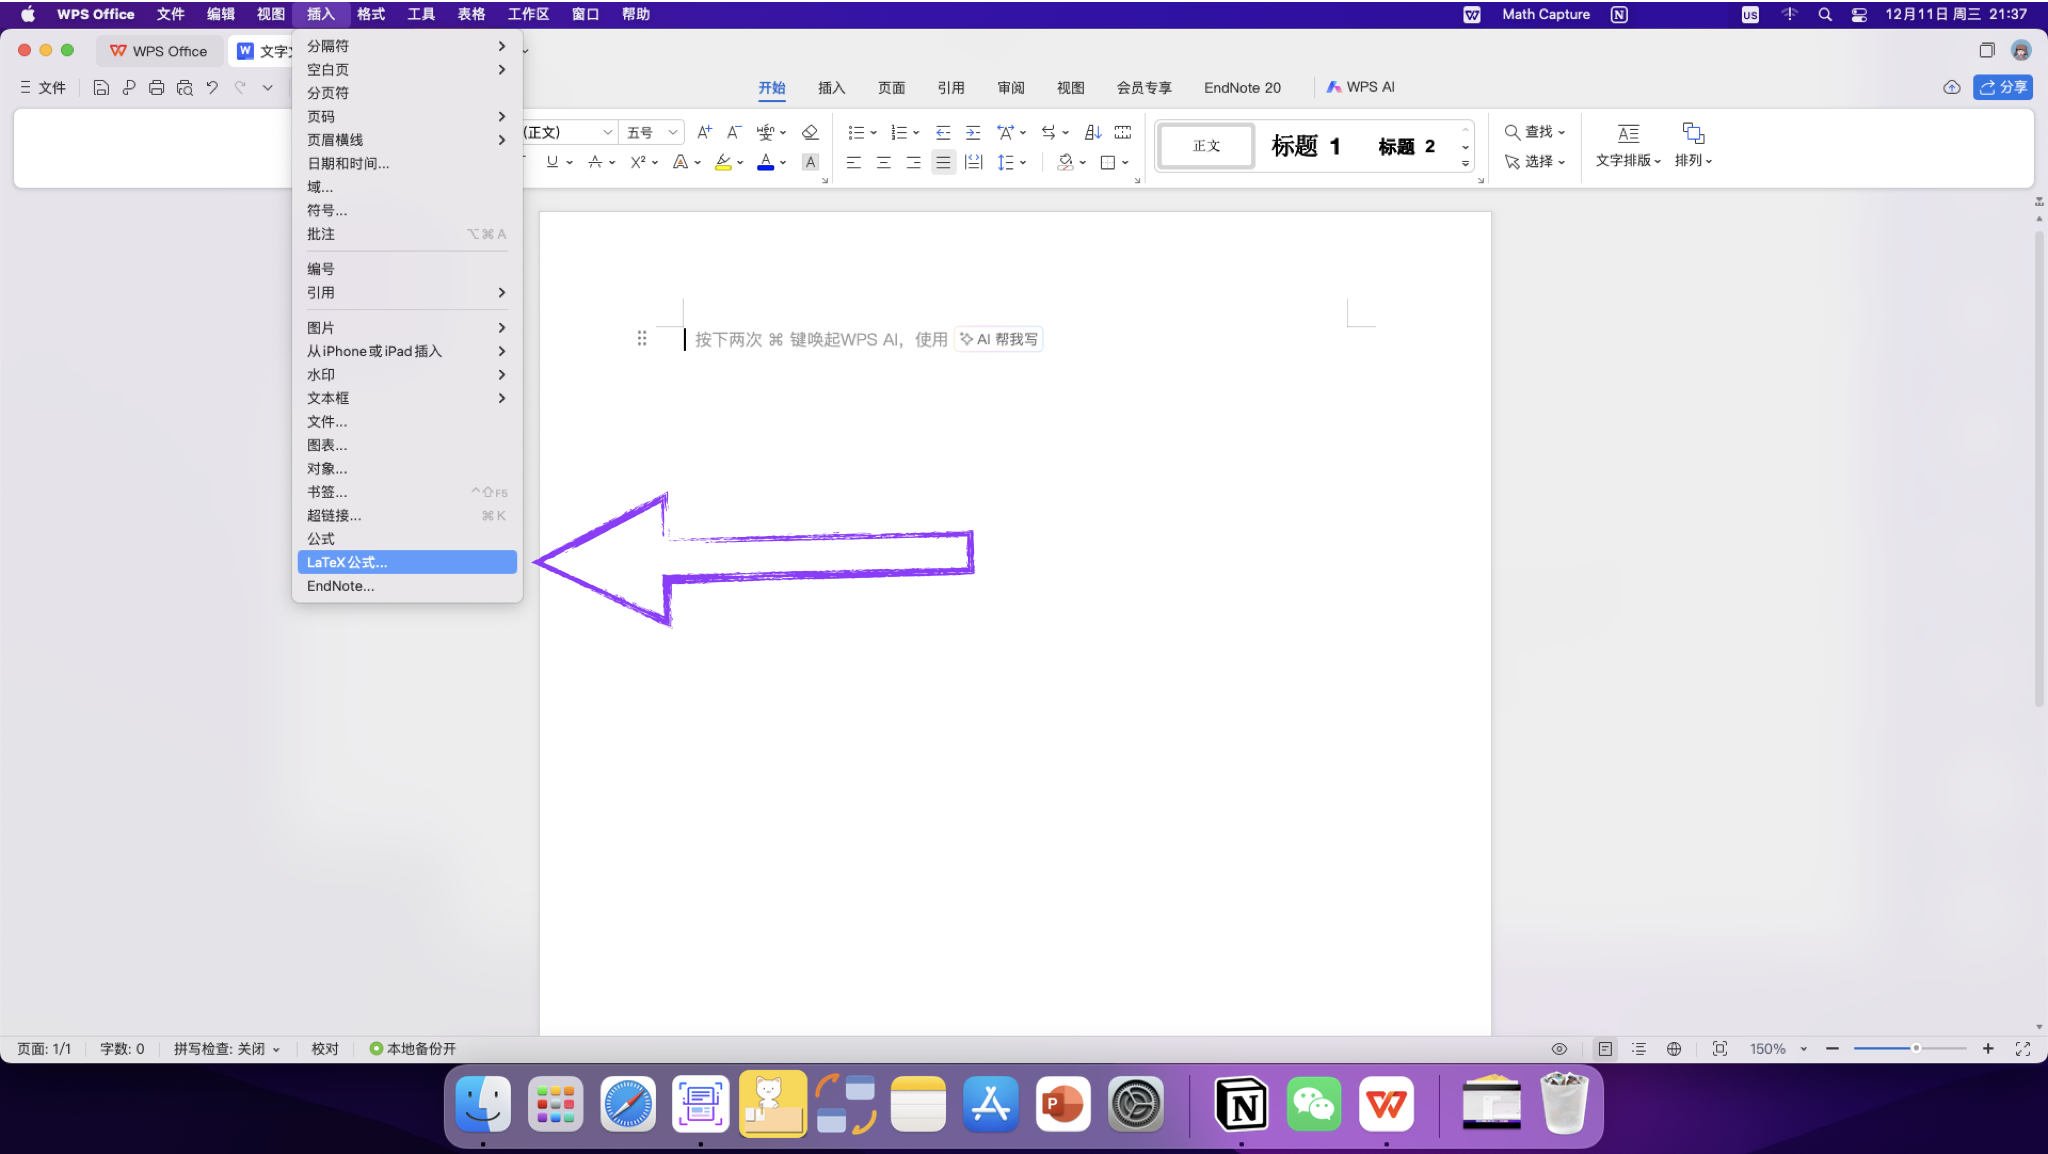 WPS Office 文件 编辑 视图 插入 格式 工具 表格 工作区 窗口 帮助 Math Capture US 12月11日 周三 21:37
WPS Office 文字文
文件 开始 插入 页面 引用 审阅 视图 会员专享 EndNote 20 WPS AI 分享
(正文) 五号 正文 标题 1 标题 2 查找 选择 文字排版 排列
分隔符
空白页
分页符
页码
页眉横线
日期和时间...
域...
符号...
批注 ⌥⌘A
编号
引用
图片
从iPhone或iPad插入
水印
文本框
文件...
图表...
对象...
书签... ^⇧F5
超链接... ⌘K
公式
LaTeX公式...
EndNote...
按下两次 ⌘ 键唤起WPS AI，使用 AI 帮我写
页面: 1/1 字数: 0 拼写检查: 关闭 校对 本地备份开 150%